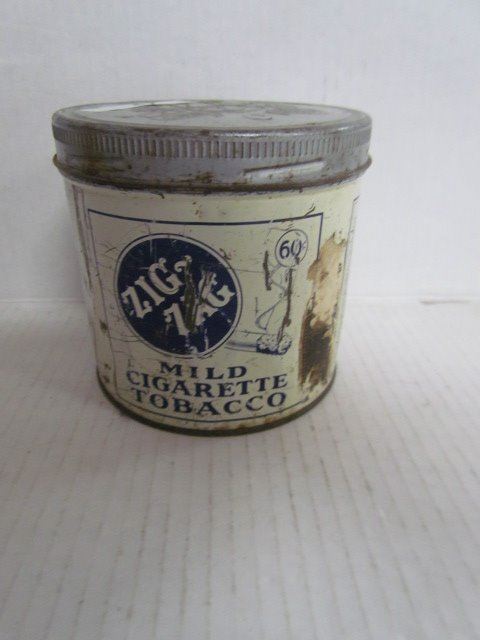 ZIG
ZAG
60¢
MILD
CIGARETTE
TOBACCO